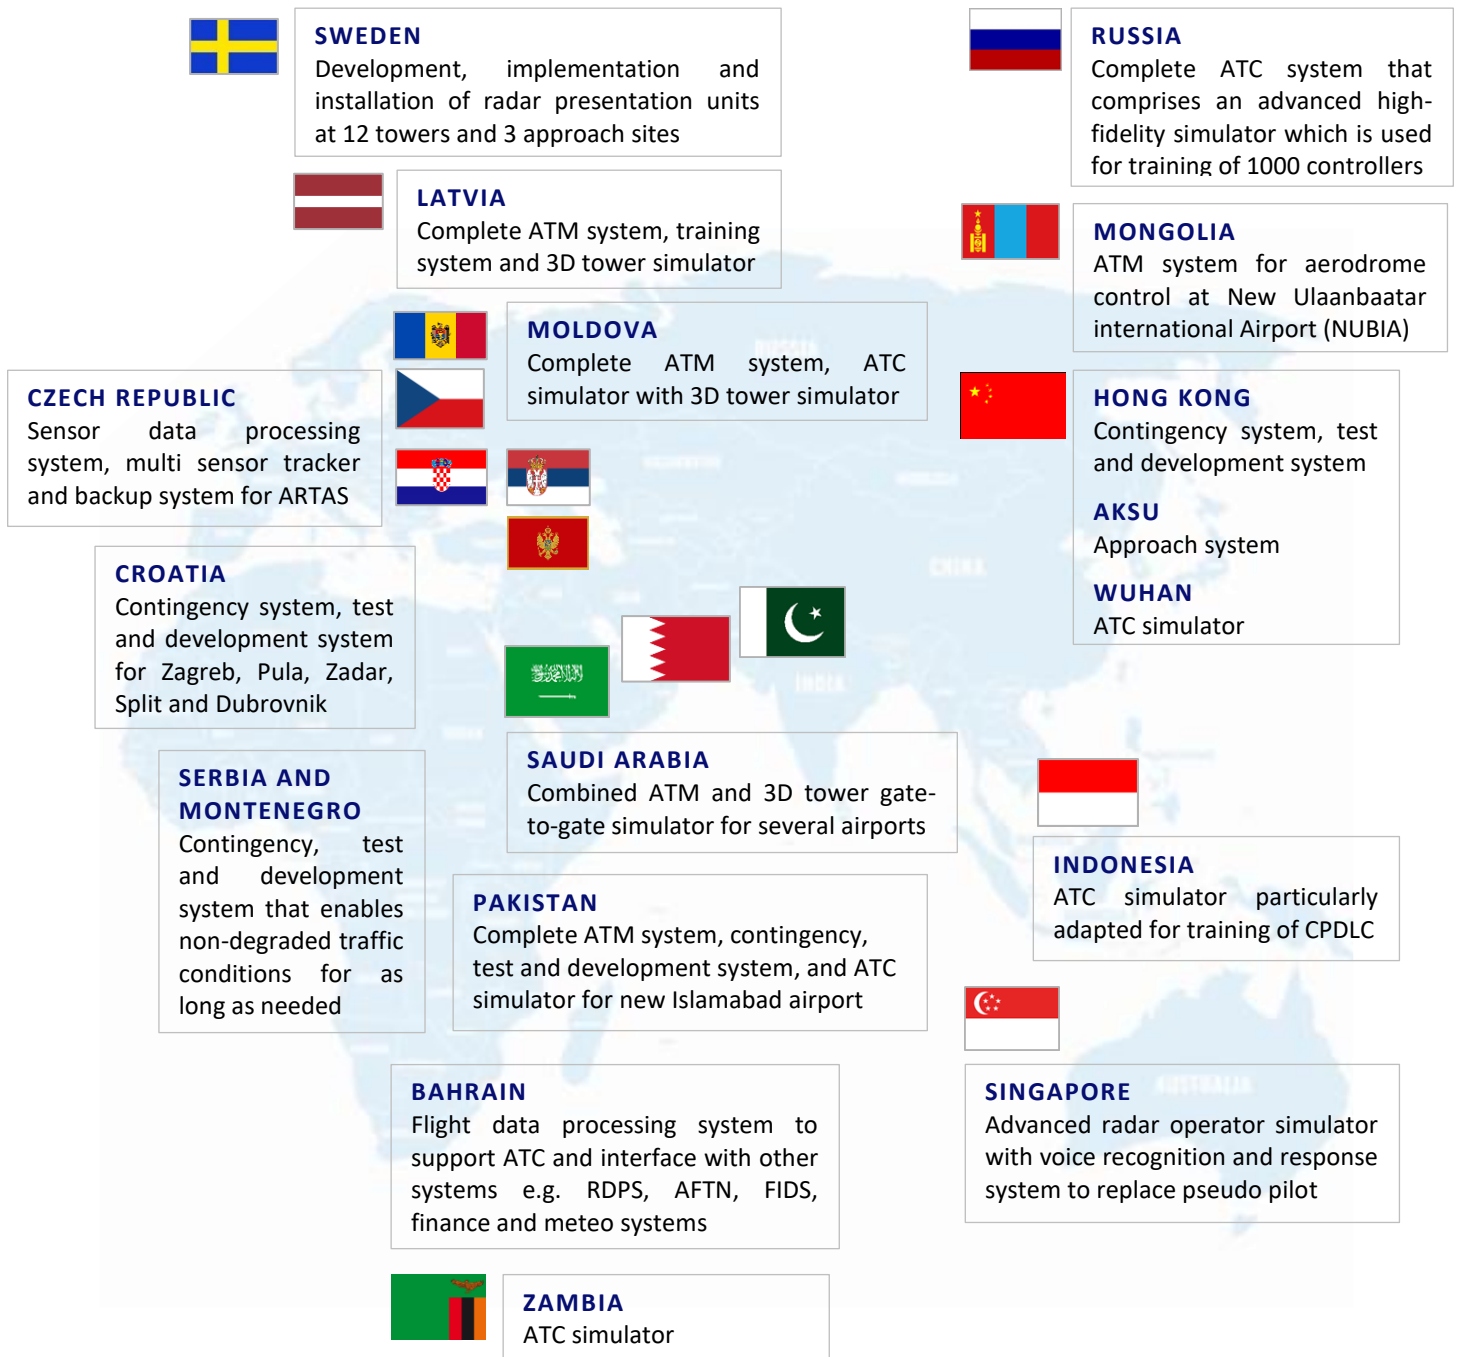 SWEDEN
Development, implementation and
installation of radar presentation units
at 12 towers and 3 approach sites
RUSSIA
Complete ATC system that
comprises an advanced high-
fidelity simulator which is used
for training of 1000 controllers
LATVIA
Complete ATM system, training
system and 3D tower simulator
MONGOLIA
ATM system for aerodrome
control at New Ulaanbaatar
international Airport (NUBIA)
MOLDOVA
Complete ATM system, ATC
simulator with 3D tower simulator
CZECH REPUBLIC
Sensor data processing
system, multi sensor tracker
and backup system for ARTAS
HONG KONG
Contingency system, test
and development system
AKSU
Approach system
WUHAN
ATC simulator
CROATIA
Contingency system, test
and development system
for Zagreb, Pula, Zadar,
Split and Dubrovnik
SERBIA AND
MONTENEGRO
Contingency, test
and development
system that enables
non-degraded traffic
conditions for as
long as needed
SAUDI ARABIA
Combined ATM and 3D tower gate-
to-gate simulator for several airports
INDONESIA
ATC simulator particularly
adapted for training of CPDLC
PAKISTAN
Complete ATM system, contingency,
test and development system, and ATC
simulator for new Islamabad airport
BAHRAIN
Flight data processing system to
support ATC and interface with other
systems e.g. RDPS, AFTN, FIDS,
finance and meteo systems
SINGAPORE
Advanced radar operator simulator
with voice recognition and response
system to replace pseudo pilot
ZAMBIA
ATC simulator
RUSSIA
CHINA
INDIA
AUSTRALIA